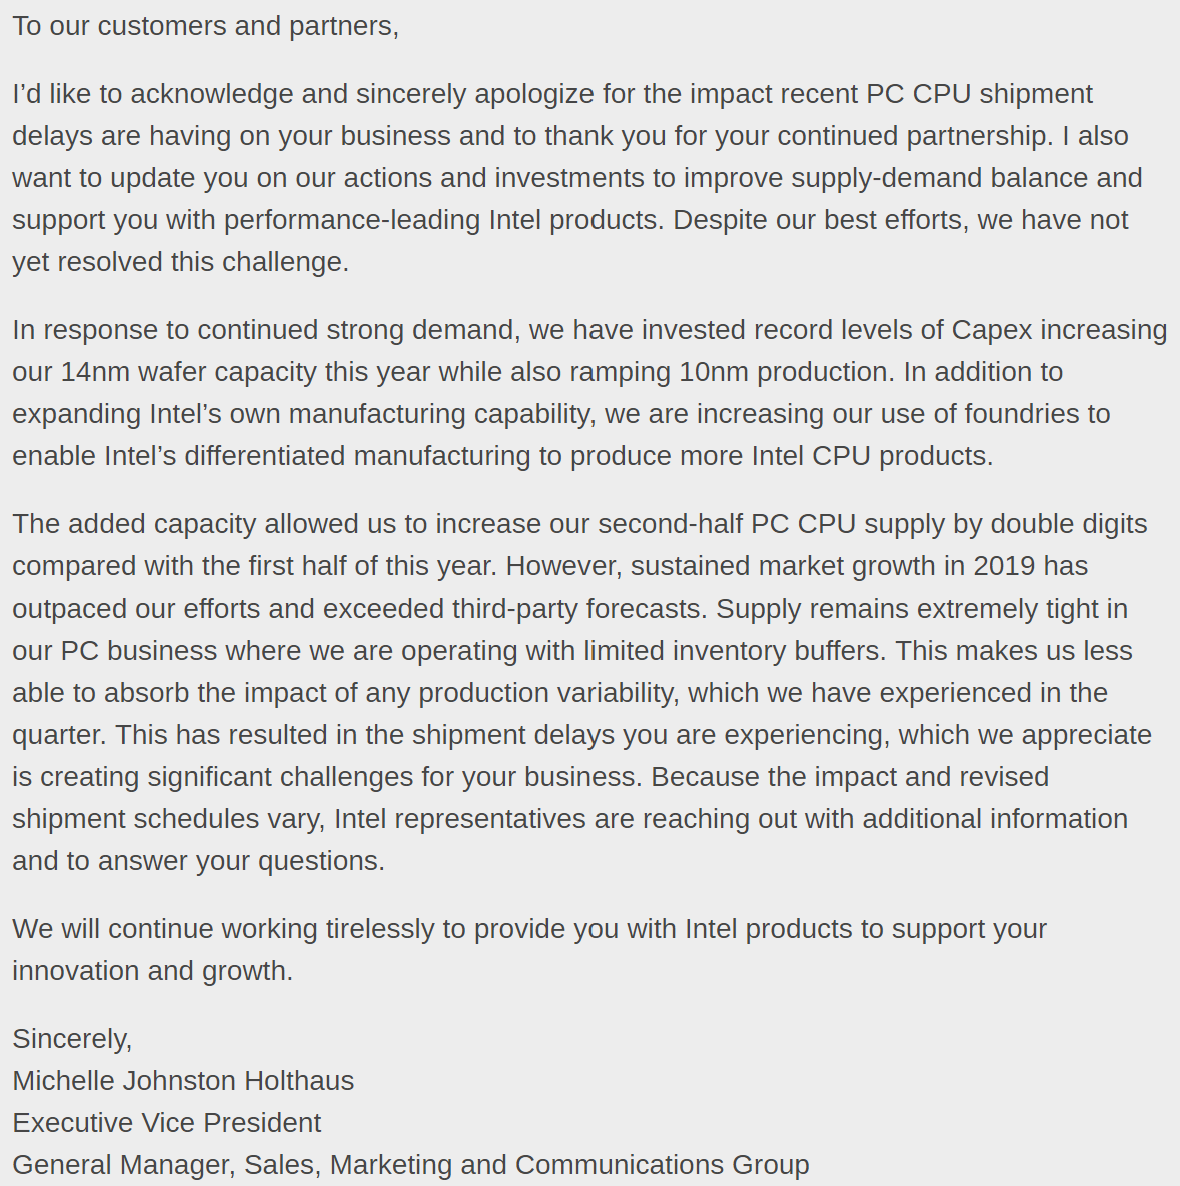 To our customers and partners,
I’d like to acknowledge and sincerely apologize for the impact recent PC CPU shipment
delays are having on your business and to thank you for your continued partnership. I also
want to update you on our actions and investments to improve supply-demand balance and
support you with performance-leading Intel products. Despite our best efforts, we have not
yet resolved this challenge.
In response to continued strong demand, we have invested record levels of Capex increasing
our 14nm wafer capacity this year while also ramping 10nm production. In addition to
expanding Intel’s own manufacturing capability, we are increasing our use of foundries to
enable Intel’s differentiated manufacturing to produce more Intel CPU products.
The added capacity allowed us to increase our second-half PC CPU supply by double digits
compared with the first half of this year. However, sustained market growth in 2019 has
outpaced our efforts and exceeded third-party forecasts. Supply remains extremely tight in
our PC business where we are operating with limited inventory buffers. This makes us less
able to absorb the impact of any production variability, which we have experienced in the
quarter. This has resulted in the shipment delays you are experiencing, which we appreciate
is creating significant challenges for your business. Because the impact and revised
shipment schedules vary, Intel representatives are reaching out with additional information
and to answer your questions.
We will continue working tirelessly to provide you with Intel products to support your
innovation and growth.
Sincerely,
Michelle Johnston Holthaus
Executive Vice President
General Manager, Sales, Marketing and Communications Group